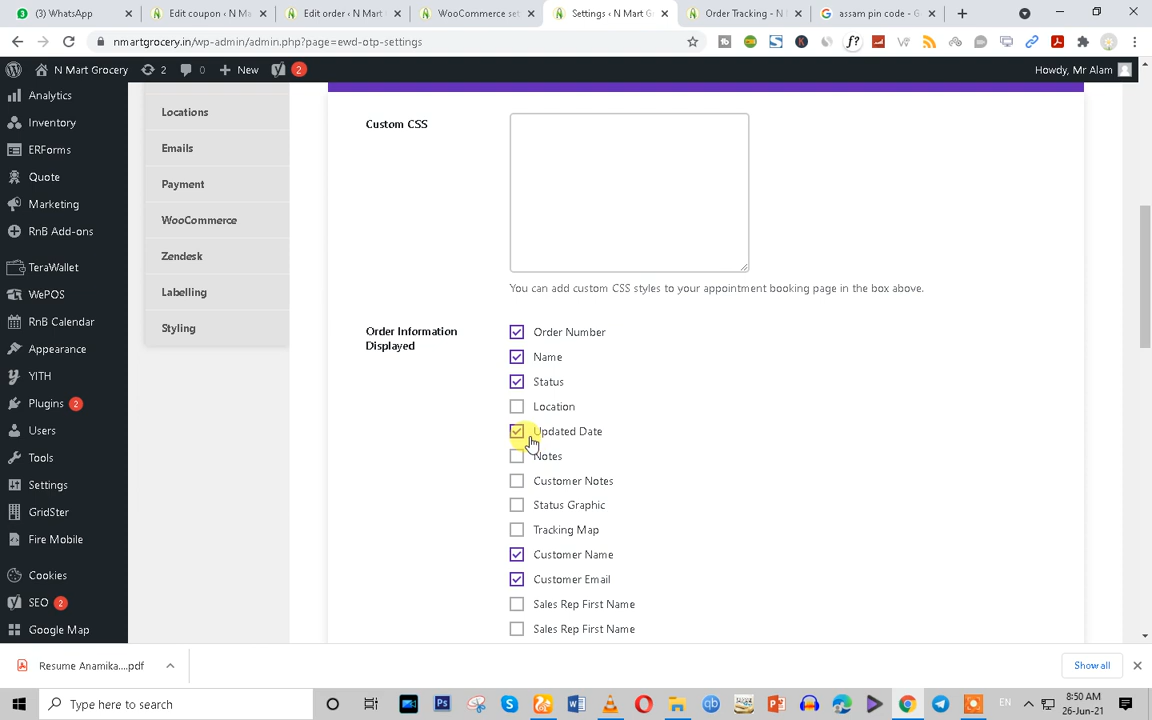 (3) WhatsApp
Edit coupon ‹ N Ma
Edit order ‹ N Mart
WooCommerce set
Settings ‹ N Mart Gr
Order Tracking - N
assam pin code - G
nmartgrocery.in/wp-admin/admin.php?page=ewd-otp-settings
N Mart Grocery
2
0
New
2
Howdy, Mr Alam
Analytics
Inventory
ERForms
Quote
Marketing
RnB Add-ons
TeraWallet
WePOS
RnB Calendar
Appearance
YITH
Plugins 2
Users
Tools
Settings
GridSter
Fire Mobile
Cookies
SEO 2
Google Map
Locations
Emails
Payment
WooCommerce
Zendesk
Labelling
Styling
Custom CSS
You can add custom CSS styles to your appointment booking page in the box above.
Order Information
Displayed
Order Number
Name
Status
Location
Updated Date
Notes
Customer Notes
Status Graphic
Tracking Map
Customer Name
Customer Email
Sales Rep First Name
Sales Rep First Name
Resume Anamika....pdf
Show all
Type here to search
EN
8:50 AM
26-Jun-21